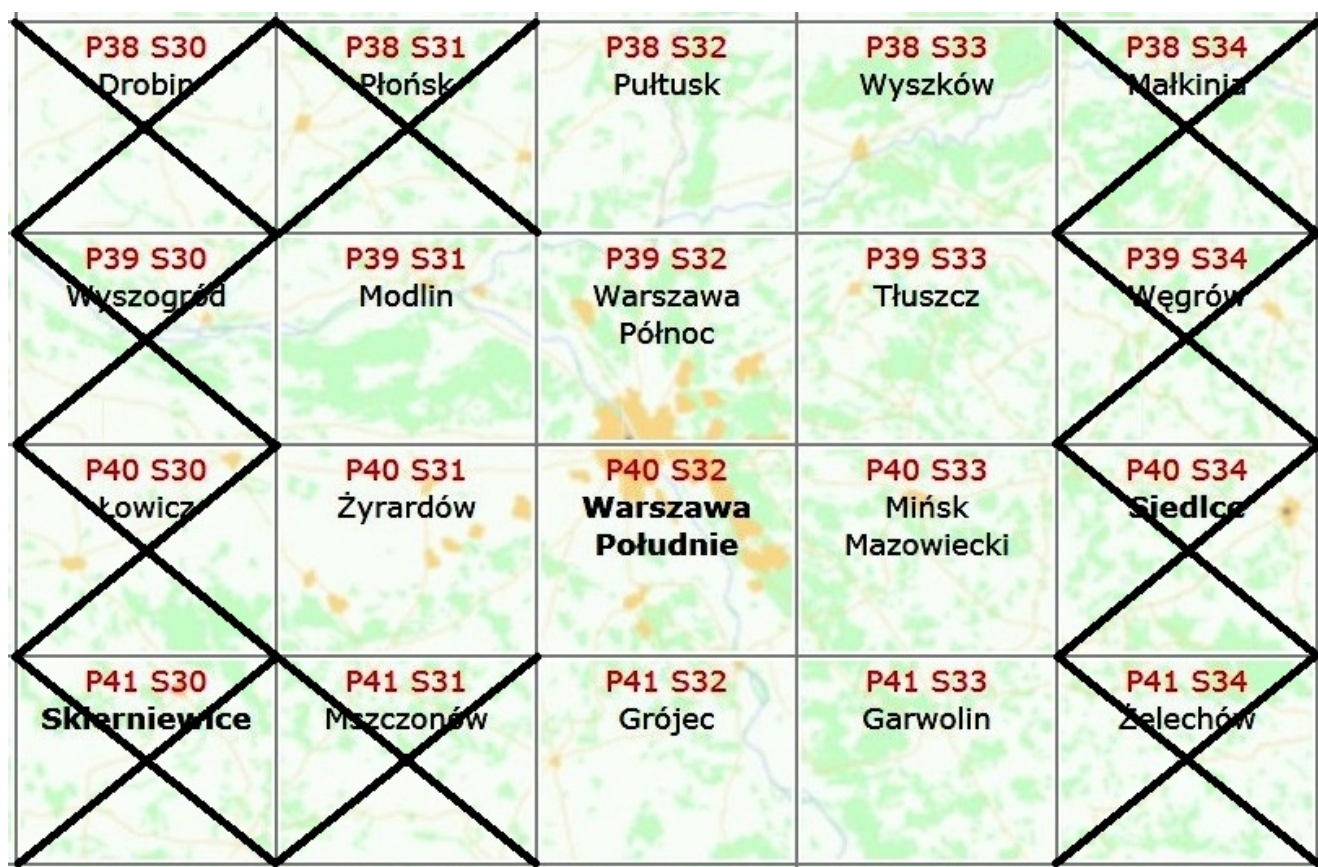 P38 S30
Drobin
P38 S31
Płońsk
P38 S32
Pułtusk
P38 S33
Wyszków
P38 S34
Małkinia
P39 S30
Wyszogród
P39 S31
Modlin
P39 S32
Warszawa
Północ
P39 S33
Tłuszcz
P39 S34
Węgrów
P40 S30
Łowicz
P40 S31
Żyrardów
P40 S32
Warszawa
Południe
P40 S33
Mińsk
Mazowiecki
P40 S34
Siedlce
P41 S30
Skierniewice
P41 S31
Mszczonów
P41 S32
Grójec
P41 S33
Garwolin
P41 S34
Żelechów